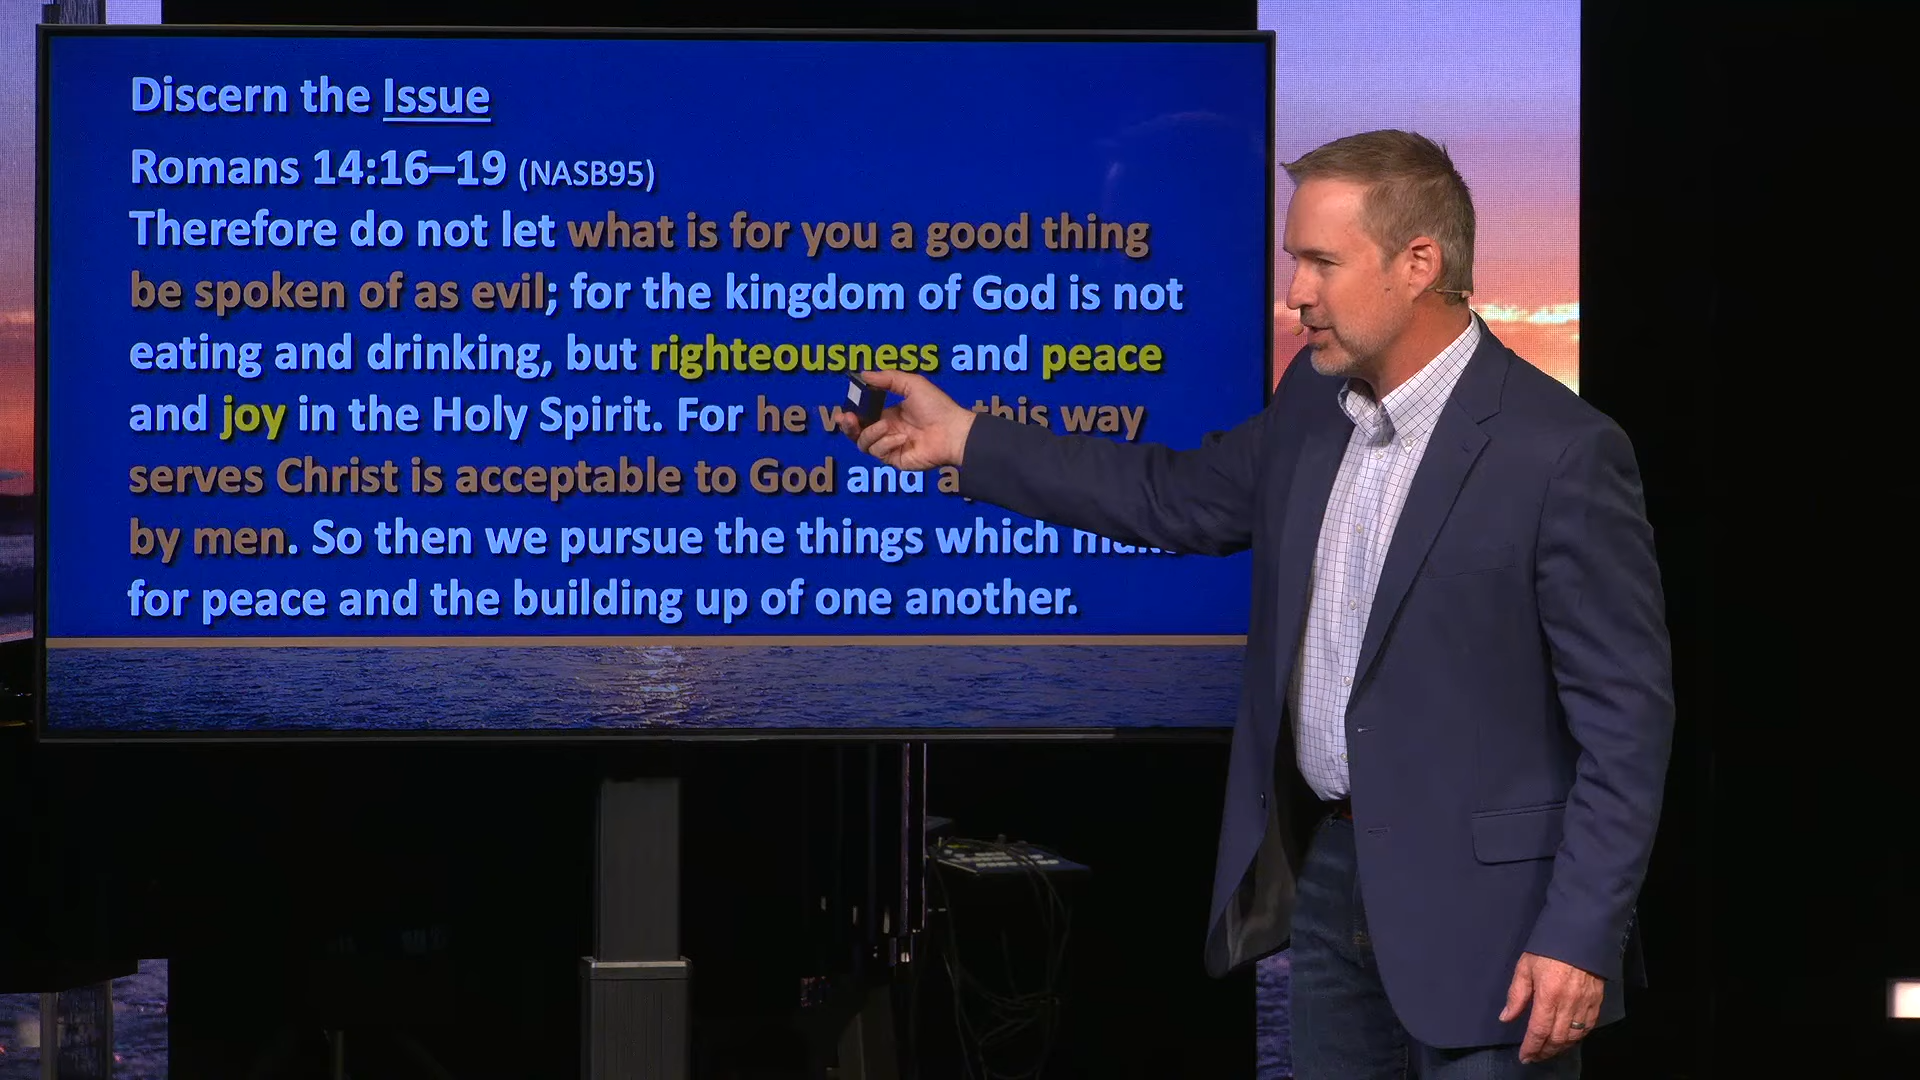 Discern the Issue
Romans 14:16–19 (NASB95)
Therefore do not let what is for you a good thing
be spoken of as evil; for the kingdom of God is not
eating and drinking, but righteousness and peace
and joy in the Holy Spirit. For he this way
serves Christ is acceptable to God and
by men. So then we pursue the things which make
for peace and the building up of one another.